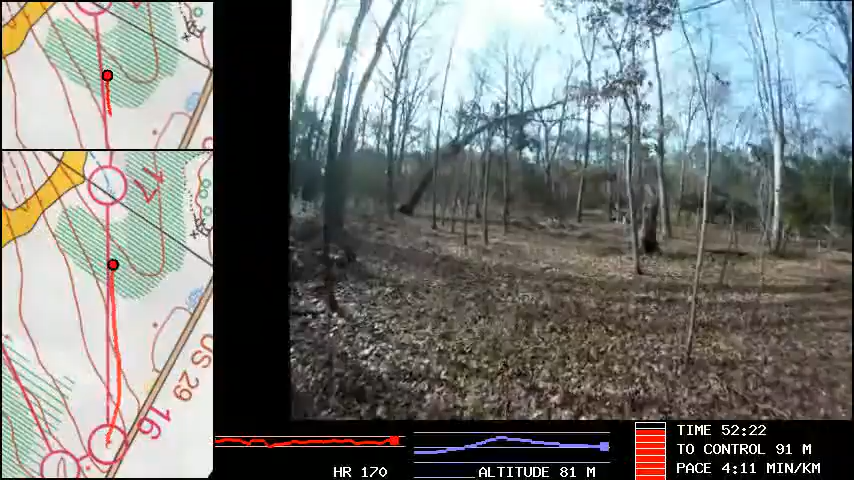 17
US 29
16
HR 170
ALTITUDE 81 M
TIME 52:22
TO CONTROL 91 M
PACE 4:11 MIN/KM